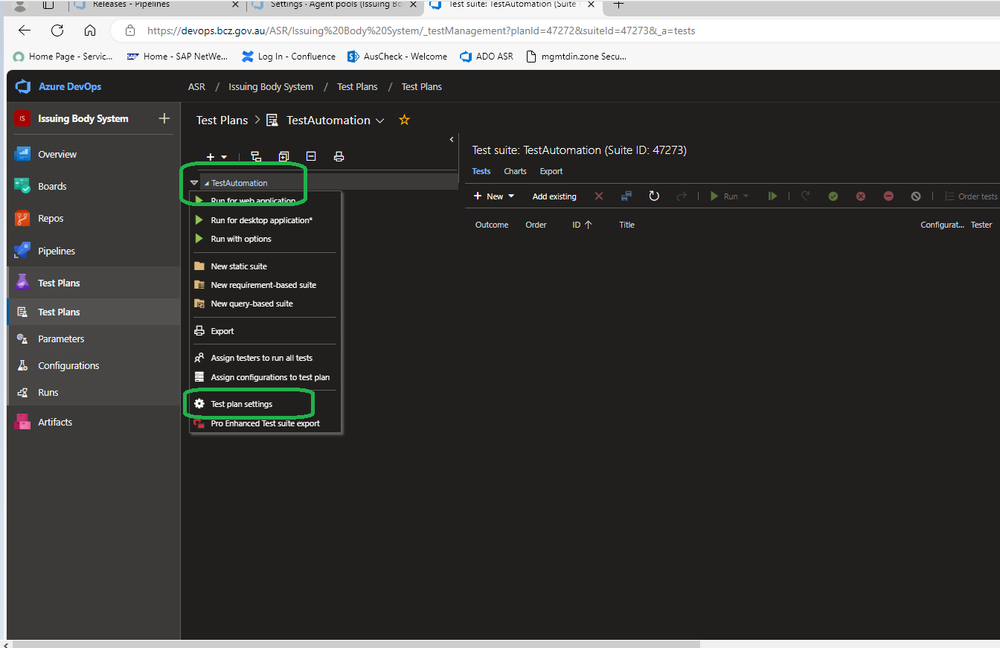 Releases - Pipelines
Settings · Agent pools (Issuing Bo
Test suite: TestAutomation (Suite
https://devops.bcz.gov.au/ASR/Issuing%20Body%20System/_testManagement?planId=47272&suiteId=47273&_a=tests
Home Page - Servic...
Home - SAP NetWe...
Log In - Confluence
AusCheck - Welcome
ADO ASR
mgmtdin.zone Secu...
Azure DevOps
ASR / Issuing Body System / Test Plans / Test Plans
IS
Issuing Body System
Overview
Boards
Repos
Pipelines
Test Plans
Test Plans
Parameters
Configurations
Runs
Artifacts
Test Plans > TestAutomation
TestAutomation
Run for web application
Run for desktop application*
Run with options
New static suite
New requirement-based suite
New query-based suite
Export
Assign testers to run all tests
Assign configurations to test plan
Test plan settings
Pro Enhanced Test suite export
Test suite: TestAutomation (Suite ID: 47273)
Tests Charts Export
New Add existing Run Order tests
Outcome Order ID Title Configurat... Tester